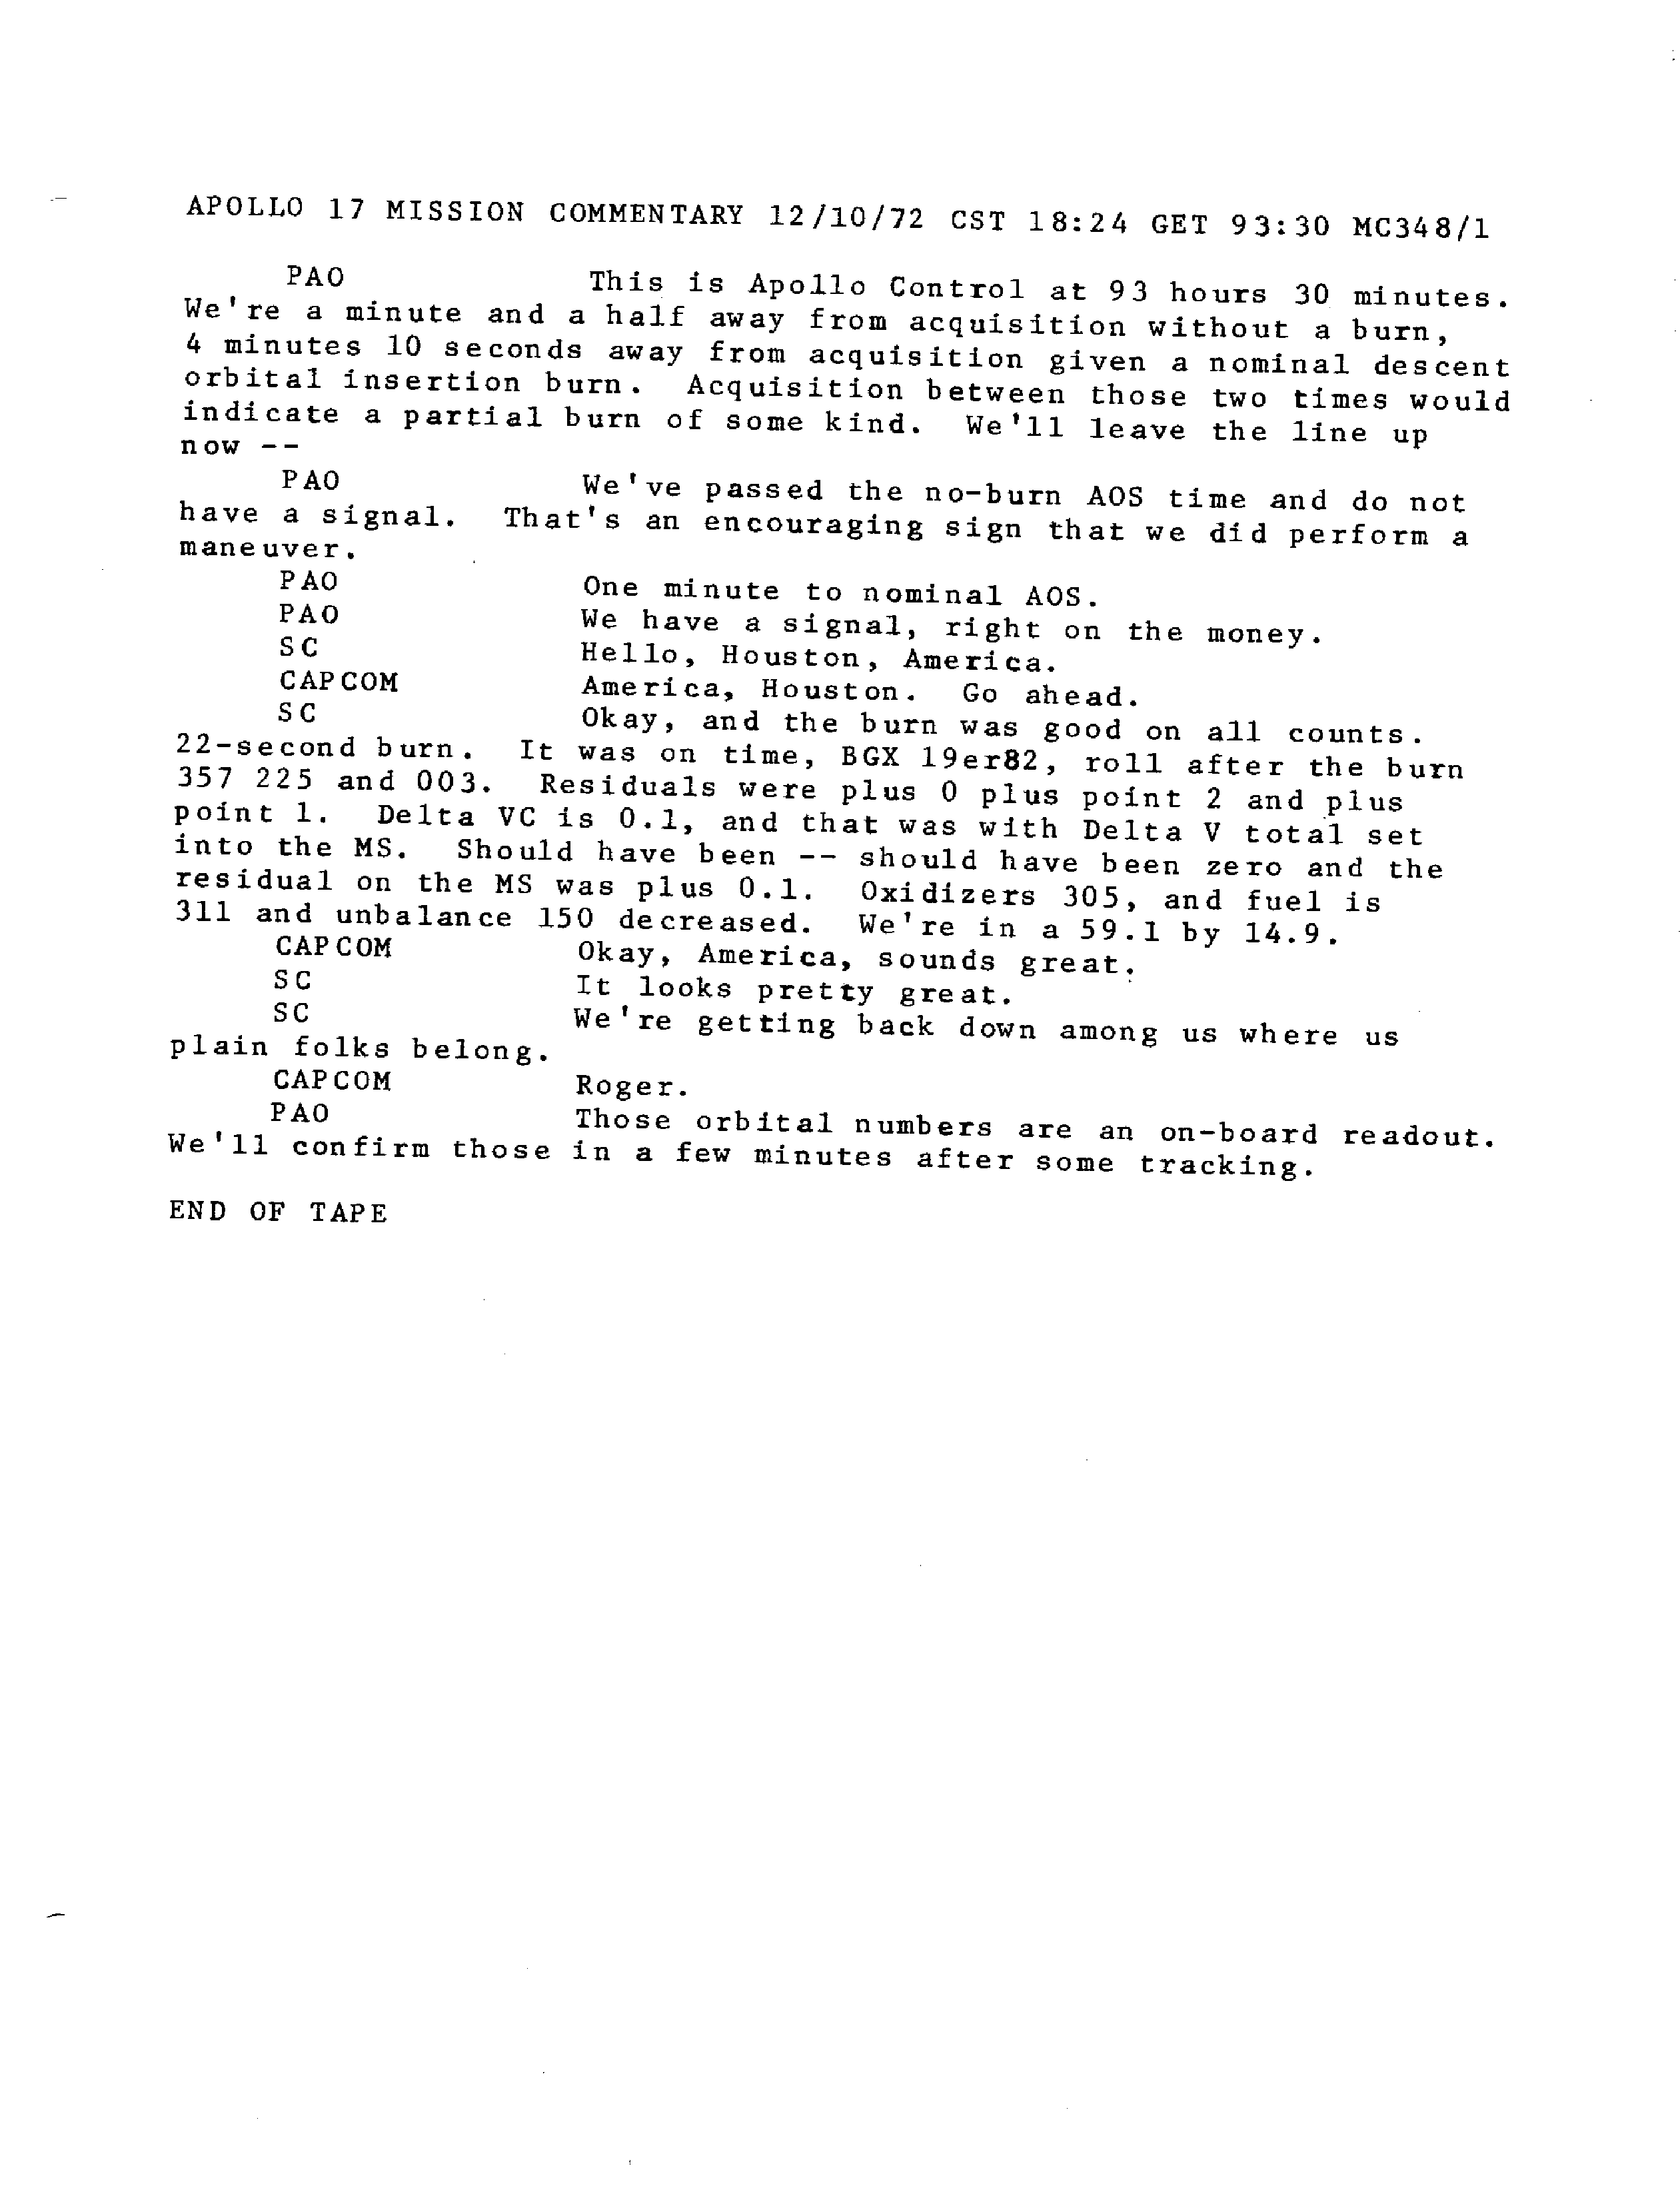 APOLLO 17 MISSION COMMENTARY 12/10/72 CST 18:24 GET 93:30 MC348/1
PAO This is Apollo Control at 93 hours 30 minutes.
We're a minute and a half away from acquisition without a burn,
4 minutes 10 seconds away from acquisition given a nominal descent
orbital insertion burn. Acquisition between those two times would
indicate a partial burn of some kind. We'll leave the line up
now --
PAO We've passed the no-burn AOS time and do not
have a signal. That's an encouraging sign that we did perform a
maneuver.
PAO One minute to nominal AOS.
PAO We have a signal, right on the money.
SC Hello, Houston, America.
CAPCOM America, Houston. Go ahead.
SC Okay, and the burn was good on all counts.
22-second burn. It was on time, BGX 19er82, roll after the burn
357 225 and 003. Residuals were plus 0 plus point 2 and plus
point 1. Delta VC is 0.1, and that was with Delta V total set
into the MS. Should have been -- should have been zero and the
residual on the MS was plus 0.1. Oxidizers 305, and fuel is
311 and unbalance 150 decreased. We're in a 59.1 by 14.9.
CAPCOM Okay, America, sounds great.
SC It looks pretty great.
SC We're getting back down among us where us
plain folks belong.
CAPCOM Roger.
PAO Those orbital numbers are an on-board readout.
We'll confirm those in a few minutes after some tracking.
END OF TAPE